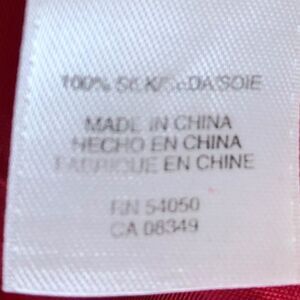 100% SILK/SEDA/SOIE
MADE IN CHINA
HECHO EN CHINA
FABRIQUE EN CHINE
RN 54050
CA 08349